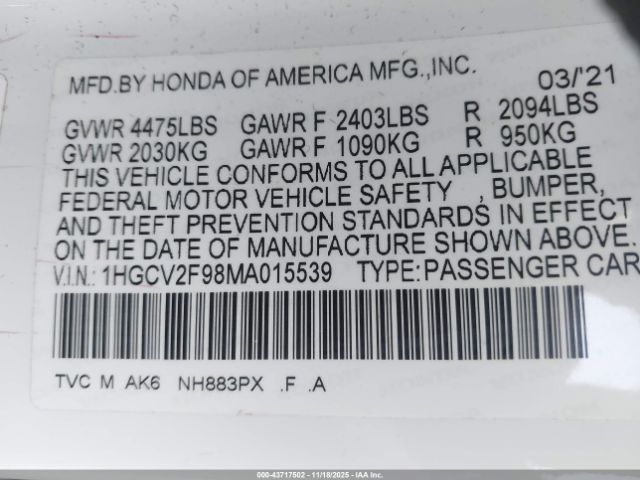 MFD.BY HONDA OF AMERICA MFG.,INC. 03/'21
GVWR 4475LBS GAWR F 2403LBS R 2094LBS
GVWR 2030KG GAWR F 1090KG R 950KG
THIS VEHICLE CONFORMS TO ALL APPLICABLE
FEDERAL MOTOR VEHICLE SAFETY , BUMPER,
AND THEFT PREVENTION STANDARDS IN EFFECT
ON THE DATE OF MANUFACTURE SHOWN ABOVE.
V.I.N.: 1HGCV2F98MA015539 TYPE:PASSENGER CAR
TVC M AK6 NH883PX .F .A
000-43717502 - 11/18/2025 - IAAI.com